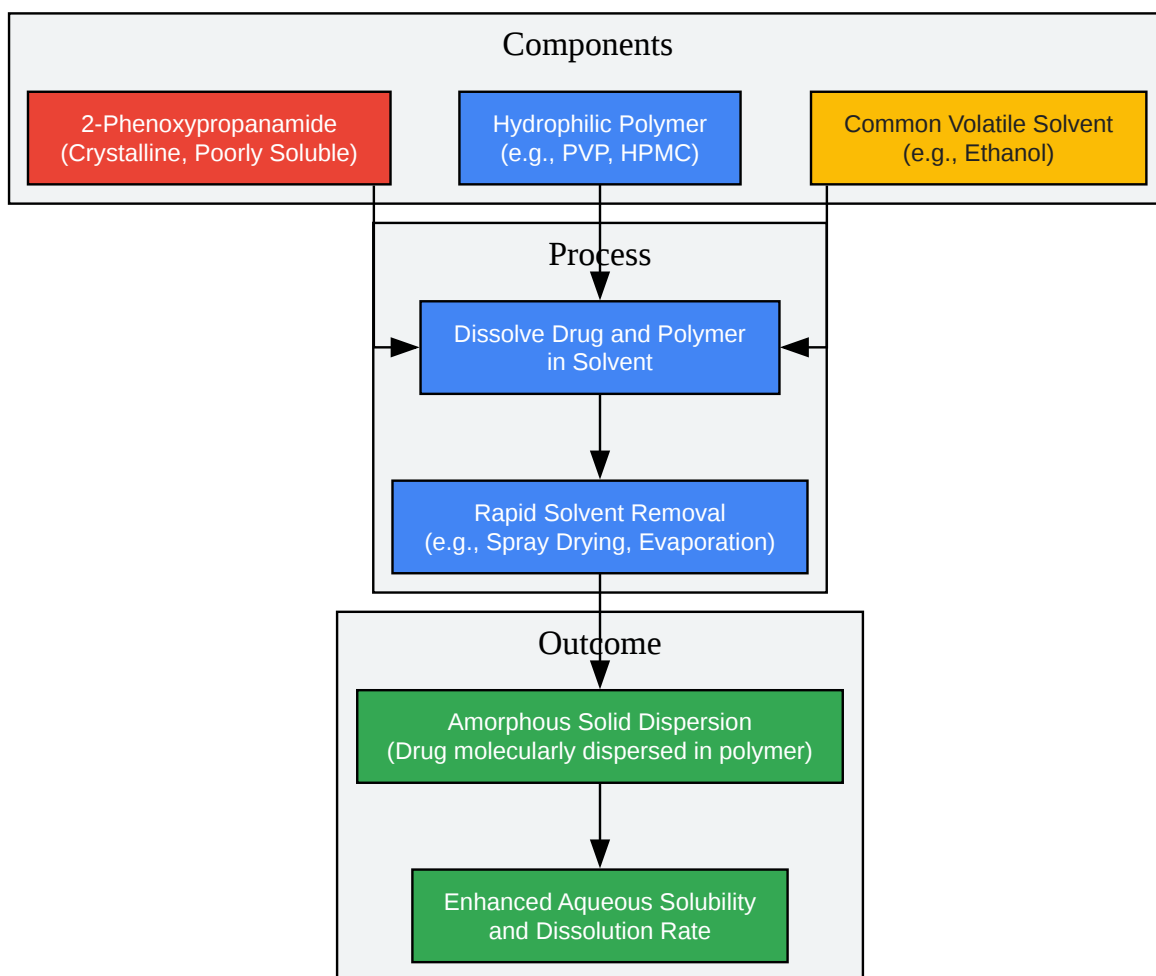 Components
2-Phenoxypropanamide
(Crystalline, Poorly Soluble)
Hydrophilic Polymer
(e.g., PVP, HPMC)
Common Volatile Solvent
(e.g., Ethanol)
Process
Dissolve Drug and Polymer
in Solvent
Rapid Solvent Removal
(e.g., Spray Drying, Evaporation)
Outcome
Amorphous Solid Dispersion
(Drug molecularly dispersed in polymer)
Enhanced Aqueous Solubility
and Dissolution Rate